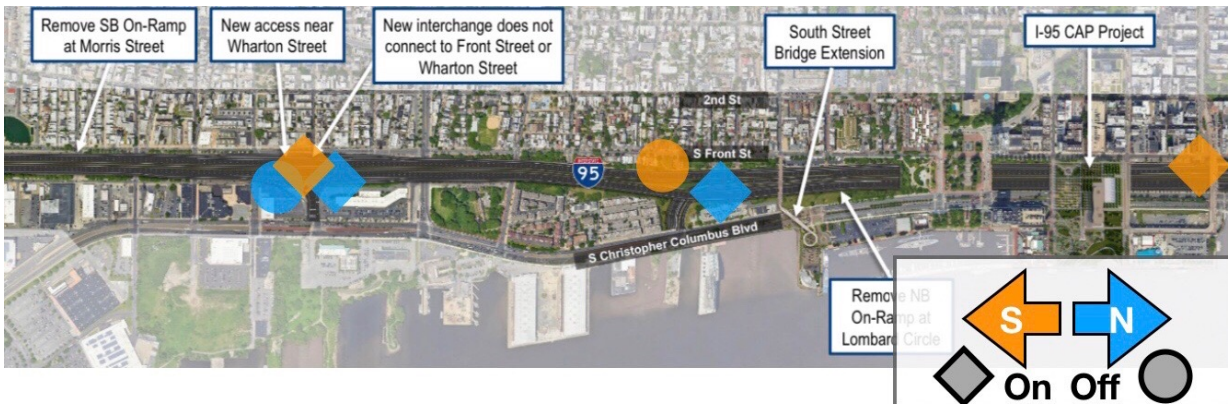 Remove SB On-Ramp
at Morris Street
New access near
Wharton Street
New interchange does not
connect to Front Street or
Wharton Street
South Street
Bridge Extension
I-95 CAP Project
2nd St
S Front St
95
S Christopher Columbus Blvd
Remove NB
On-Ramp at
Lombard Circle
S N
On Off